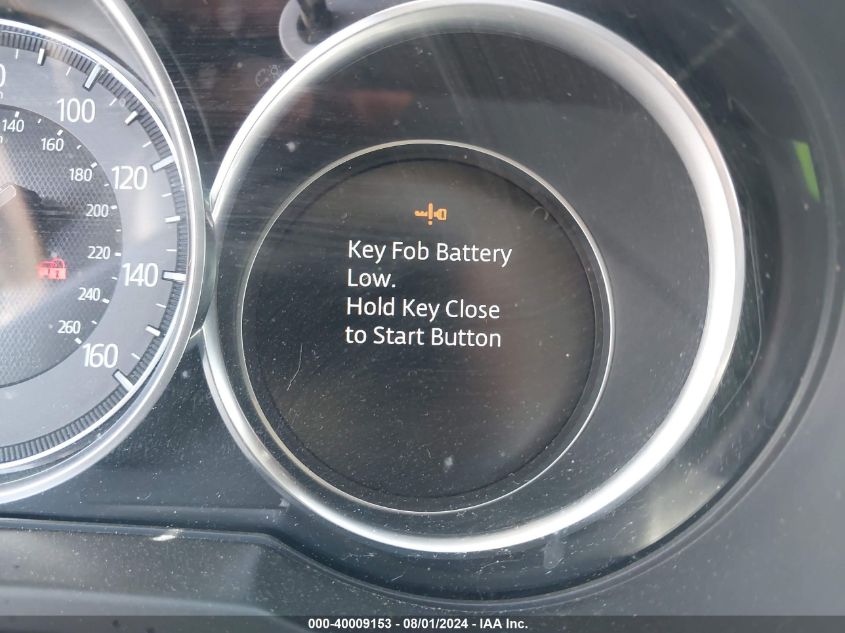 Key Fob Battery
Low.
Hold Key Close
to Start Button
100
120
140
160
140
160
180
200
220
240
260
000-40009153 - 08/01/2024 - IAA Inc.